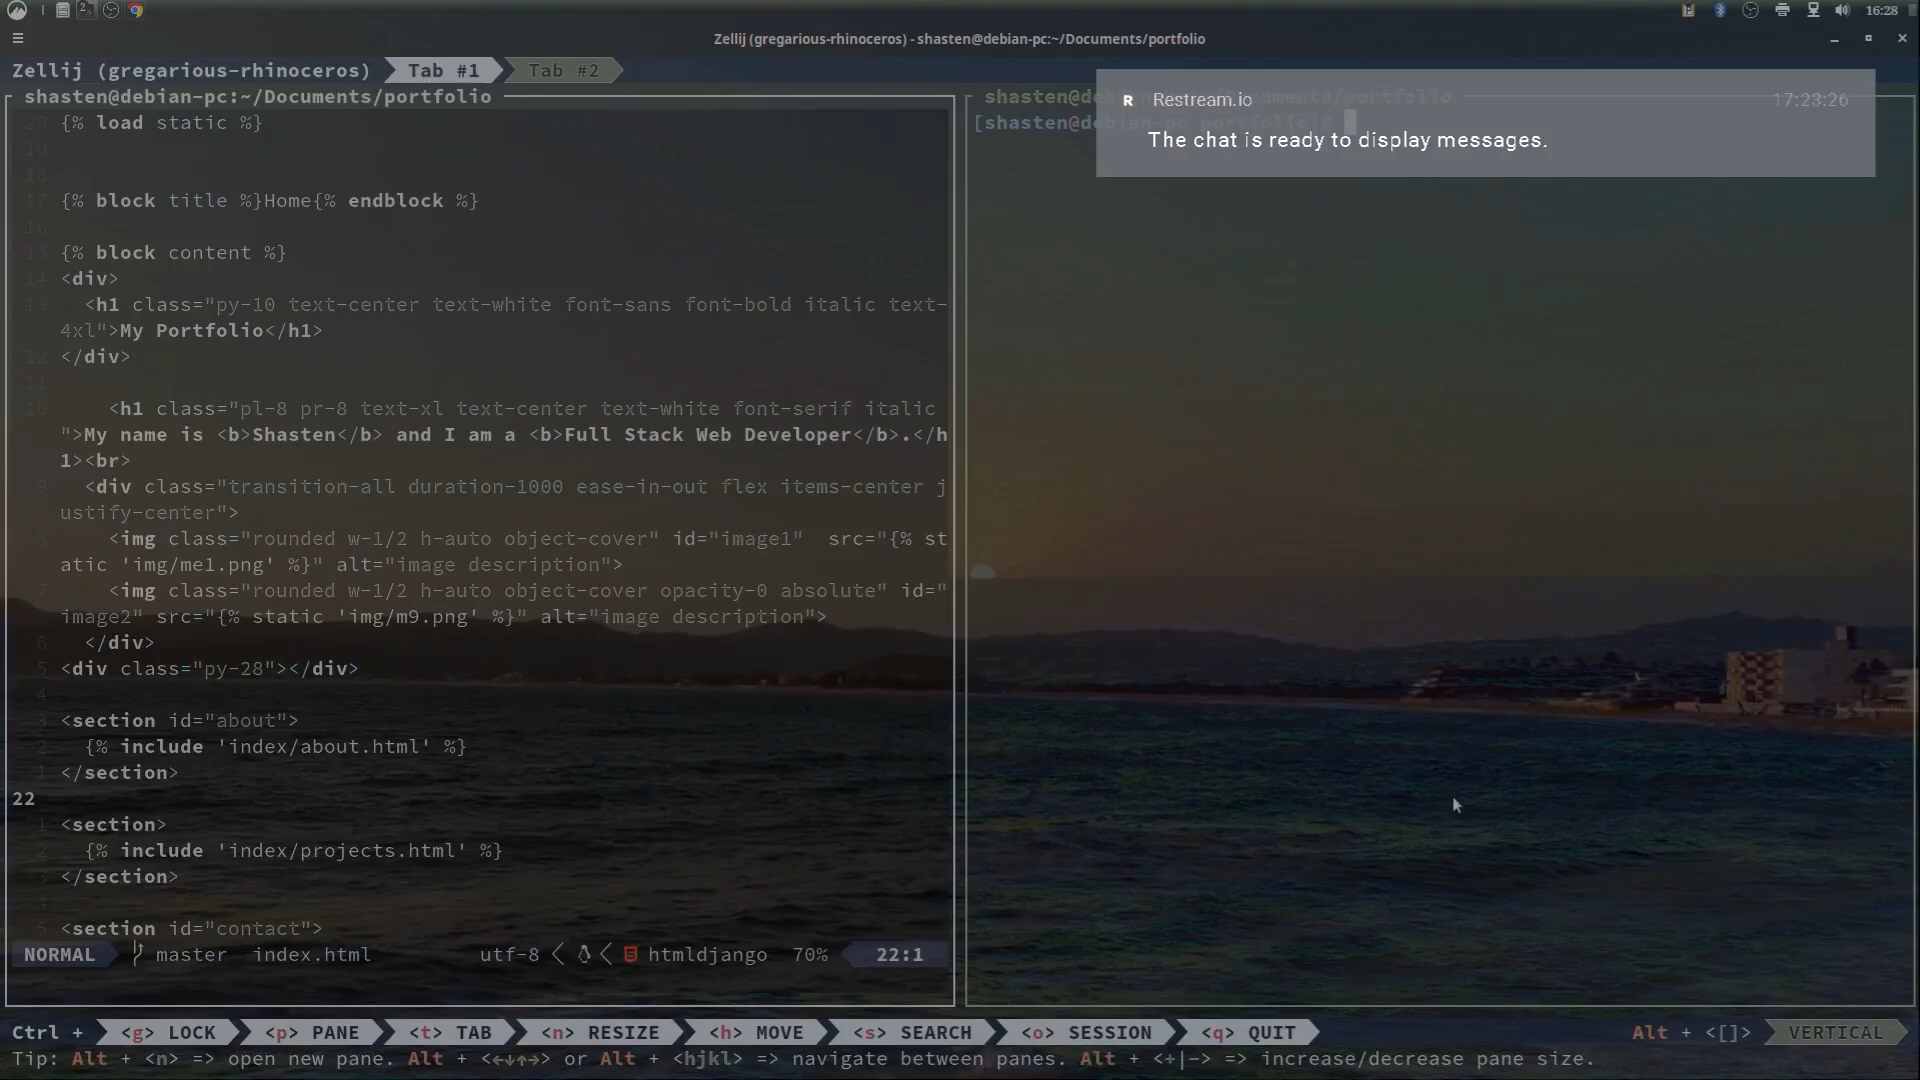 16:28
Zellij (gregarious-rhinoceros) - shasten@debian-pc:~/Documents/portfolio
Zellij (gregarious-rhinoceros) Tab #1 Tab #2
shasten@debian-pc:~/Documents/portfolio
20 {% load static %}
19
18
17 {% block title %}Home{% endblock %}
16
15 {% block content %}
14 <div>
13 <h1 class="py-10 text-center text-white font-sans font-bold italic text-
4xl">My Portfolio</h1>
12 </div>
11
10 <h1 class="pl-8 pr-8 text-xl text-center text-white font-serif italic
">My name is <b>Shasten</b> and I am a <b>Full Stack Web Developer</b>.</h
1><br>
9 <div class="transition-all duration-1000 ease-in-out flex items-center j
ustify-center">
8 <img class="rounded w-1/2 h-auto object-cover" id="image1" src="{% st
atic 'img/me1.png' %}" alt="image description">
7 <img class="rounded w-1/2 h-auto object-cover opacity-0 absolute" id="
image2" src="{% static 'img/m9.png' %}" alt="image description">
6 </div>
5 <div class="py-28"></div>
4
3 <section id="about">
2 {% include 'index/about.html' %}
1 </section>
22
1 <section>
2 {% include 'index/projects.html' %}
3 </section>
4
5 <section id="contact">
NORMAL master index.html utf-8 htmldjango 70% 22:1
shasten@debian-pc:~/Documents/portfolio
[shasten@debian-pc portfolio]$
R Restream.io 17:23:26
The chat is ready to display messages.
Ctrl + <g> LOCK <p> PANE <t> TAB <n> RESIZE <h> MOVE <s> SEARCH <o> SESSION <q> QUIT Alt + <[]> VERTICAL
Tip: Alt + <n> => open new pane. Alt + <←↓↑→> or Alt + <hjkl> => navigate between panes. Alt + <+|-> => increase/decrease pane size.